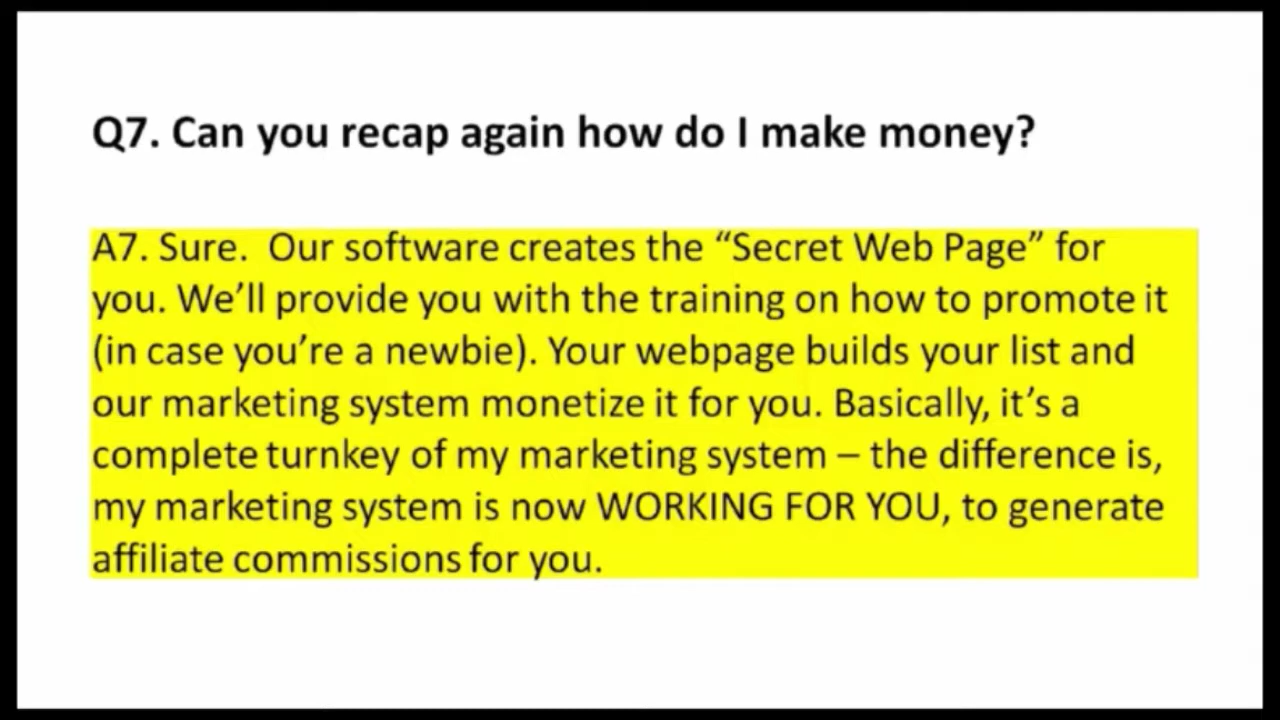 Q7. Can you recap again how do I make money?
A7. Sure.  Our software creates the “Secret Web Page” for
you. We’ll provide you with the training on how to promote it
(in case you’re a newbie). Your webpage builds your list and
our marketing system monetize it for you. Basically, it’s a
complete turnkey of my marketing system – the difference is,
my marketing system is now WORKING FOR YOU, to generate
affiliate commissions for you.